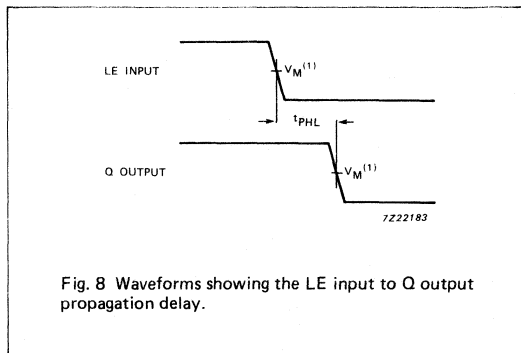 LE INPUT
VM(1)
tPHL
Q OUTPUT
VM(1)
7Z22183
Fig. 8 Waveforms showing the LE input to Q output
propagation delay.